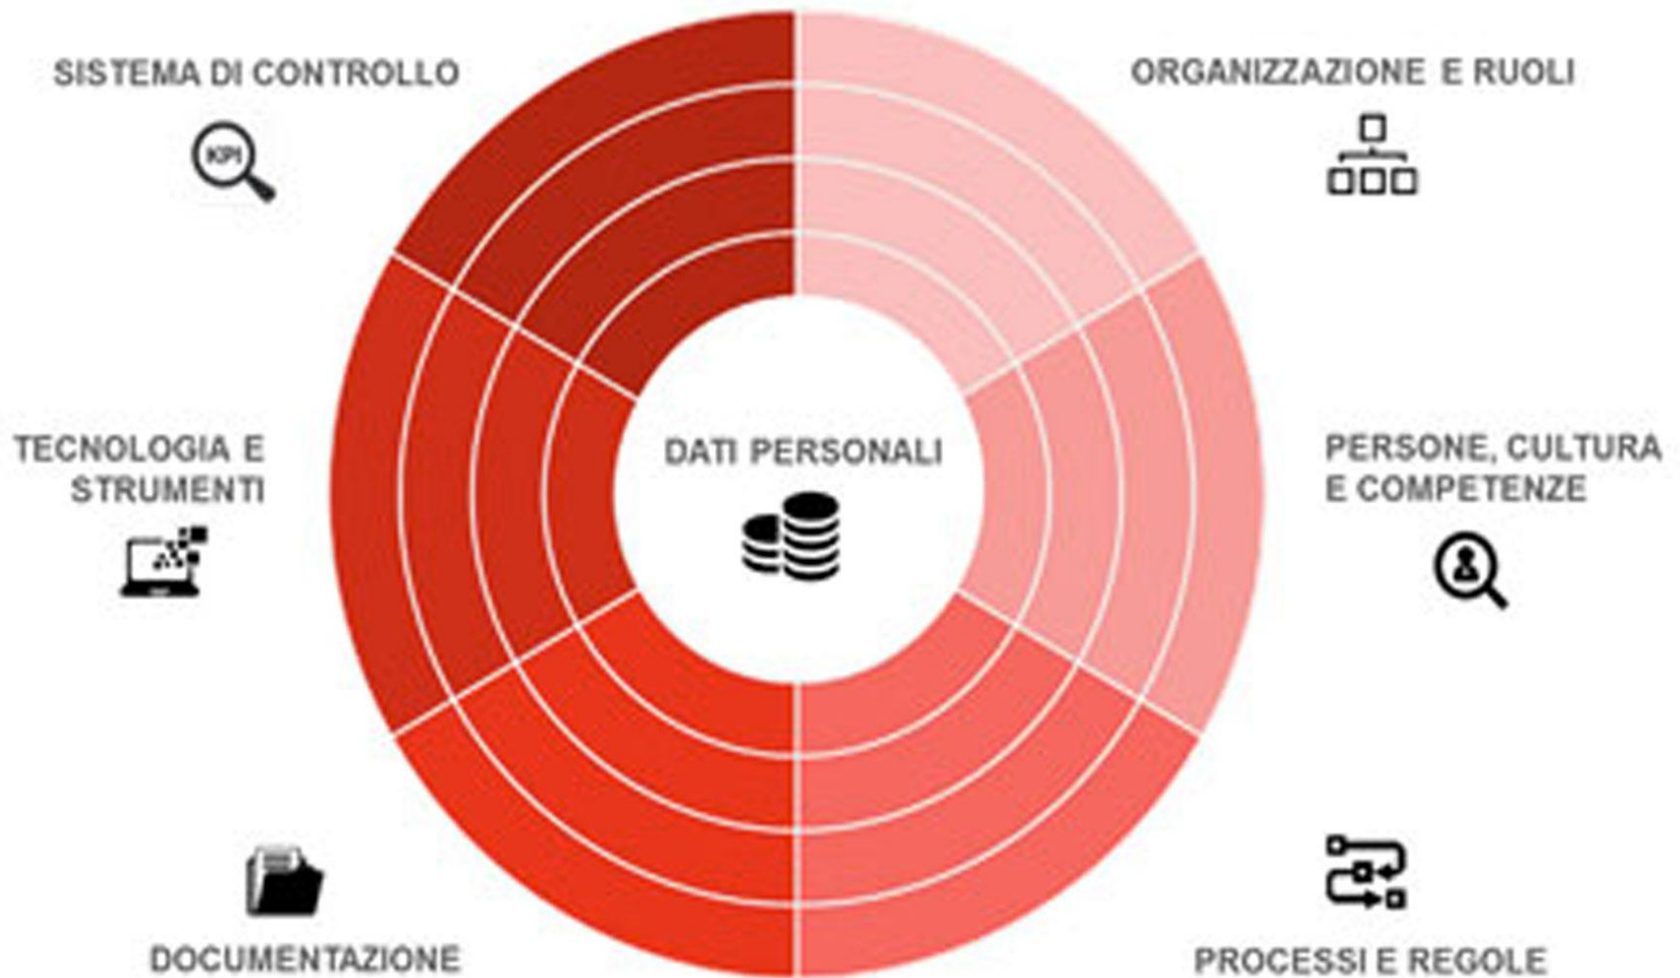 SISTEMA DI CONTROLLO
KPI
ORGANIZZAZIONE E RUOLI
TECNOLOGIA E
STRUMENTI
DATI PERSONALI
PERSONE, CULTURA
E COMPETENZE
DOCUMENTAZIONE
PROCESSI E REGOLE